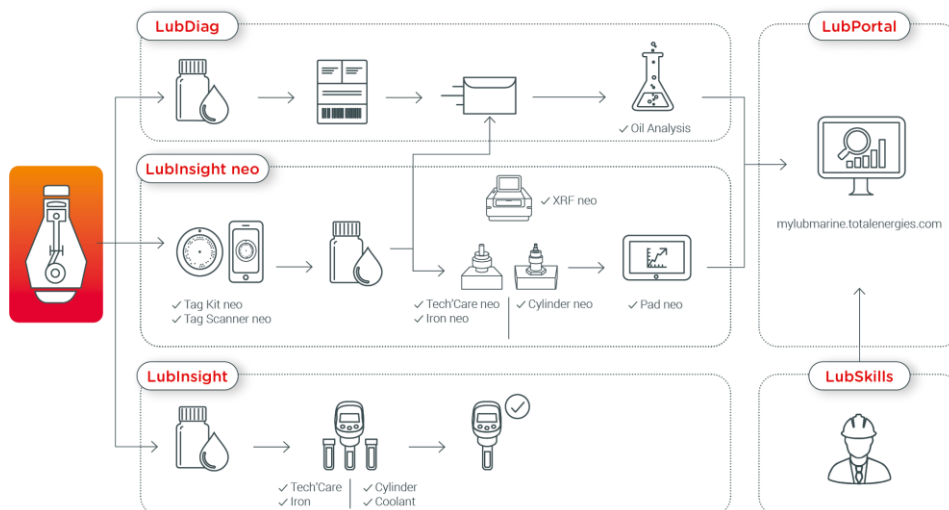 LubDiag
LubPortal
✓ Oil Analysis
LubInsight neo
✓ XRF neo
mylubmarine.totalenergies.com
✓ Tag Kit neo
✓ Tag Scanner neo
✓ Tech'Care neo
✓ Iron neo
✓ Cylinder neo
✓ Pad neo
LubInsight
LubSkills
✓ Tech'Care
✓ Iron
✓ Cylinder
✓ Coolant